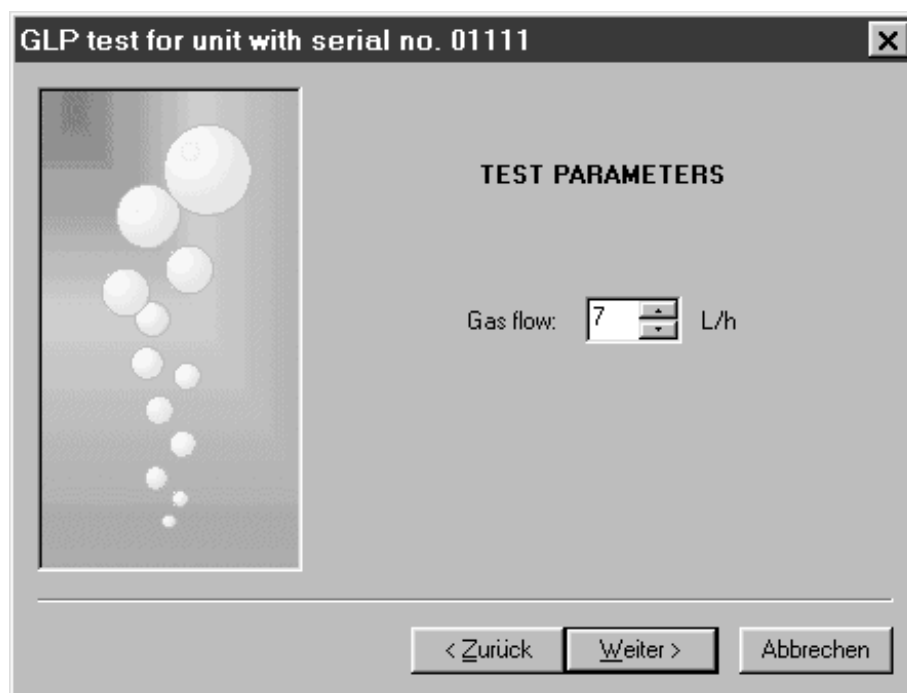 GLP test for unit with serial no. 01111
TEST PARAMETERS
Gas flow: 7 L/h
< Zurück Weiter > Abbrechen